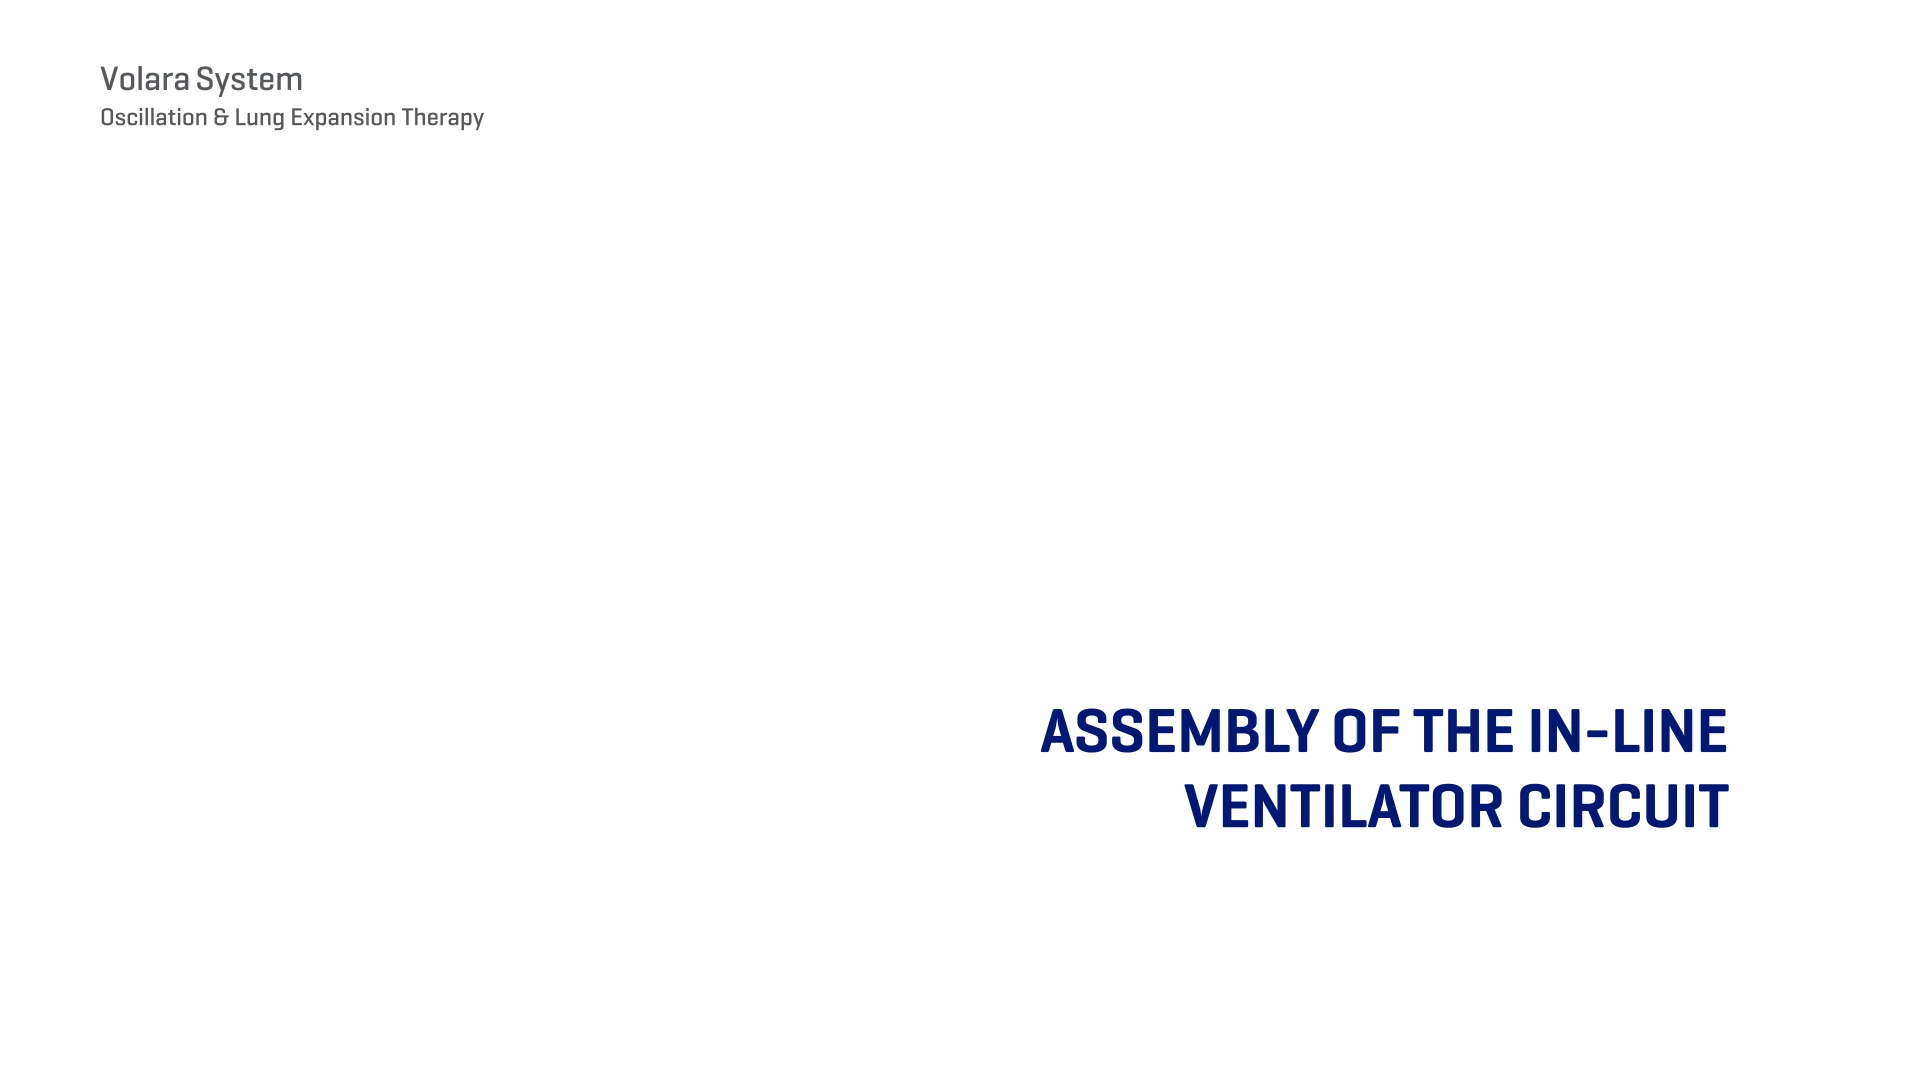 Volara System
Oscillation & Lung Expansion Therapy
ASSEMBLY OF THE IN-LINE
VENTILATOR CIRCUIT